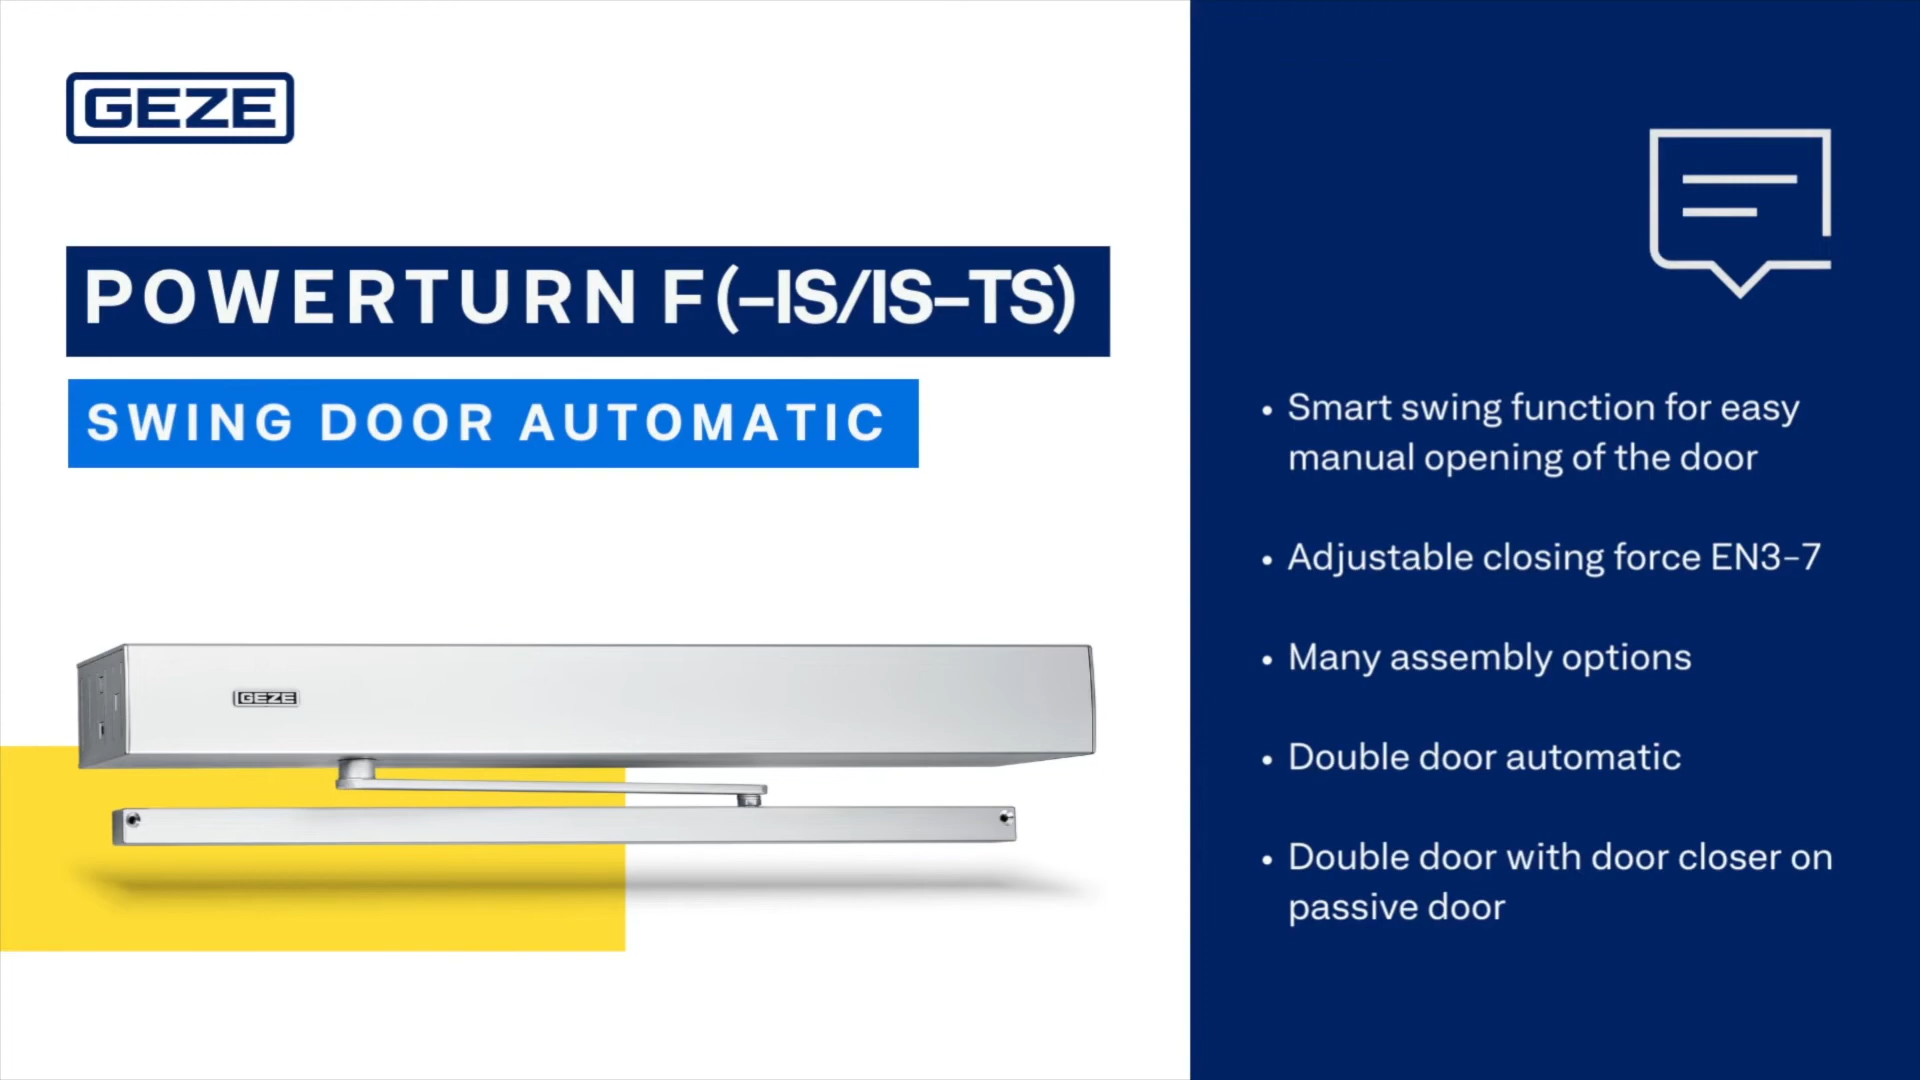 GEZE
POWERTURN F (-IS/IS-TS)
SWING DOOR AUTOMATIC
GEZE
• Smart swing function for easy
manual opening of the door
• Adjustable closing force EN3-7
• Many assembly options
• Double door automatic
• Double door with door closer on
passive door